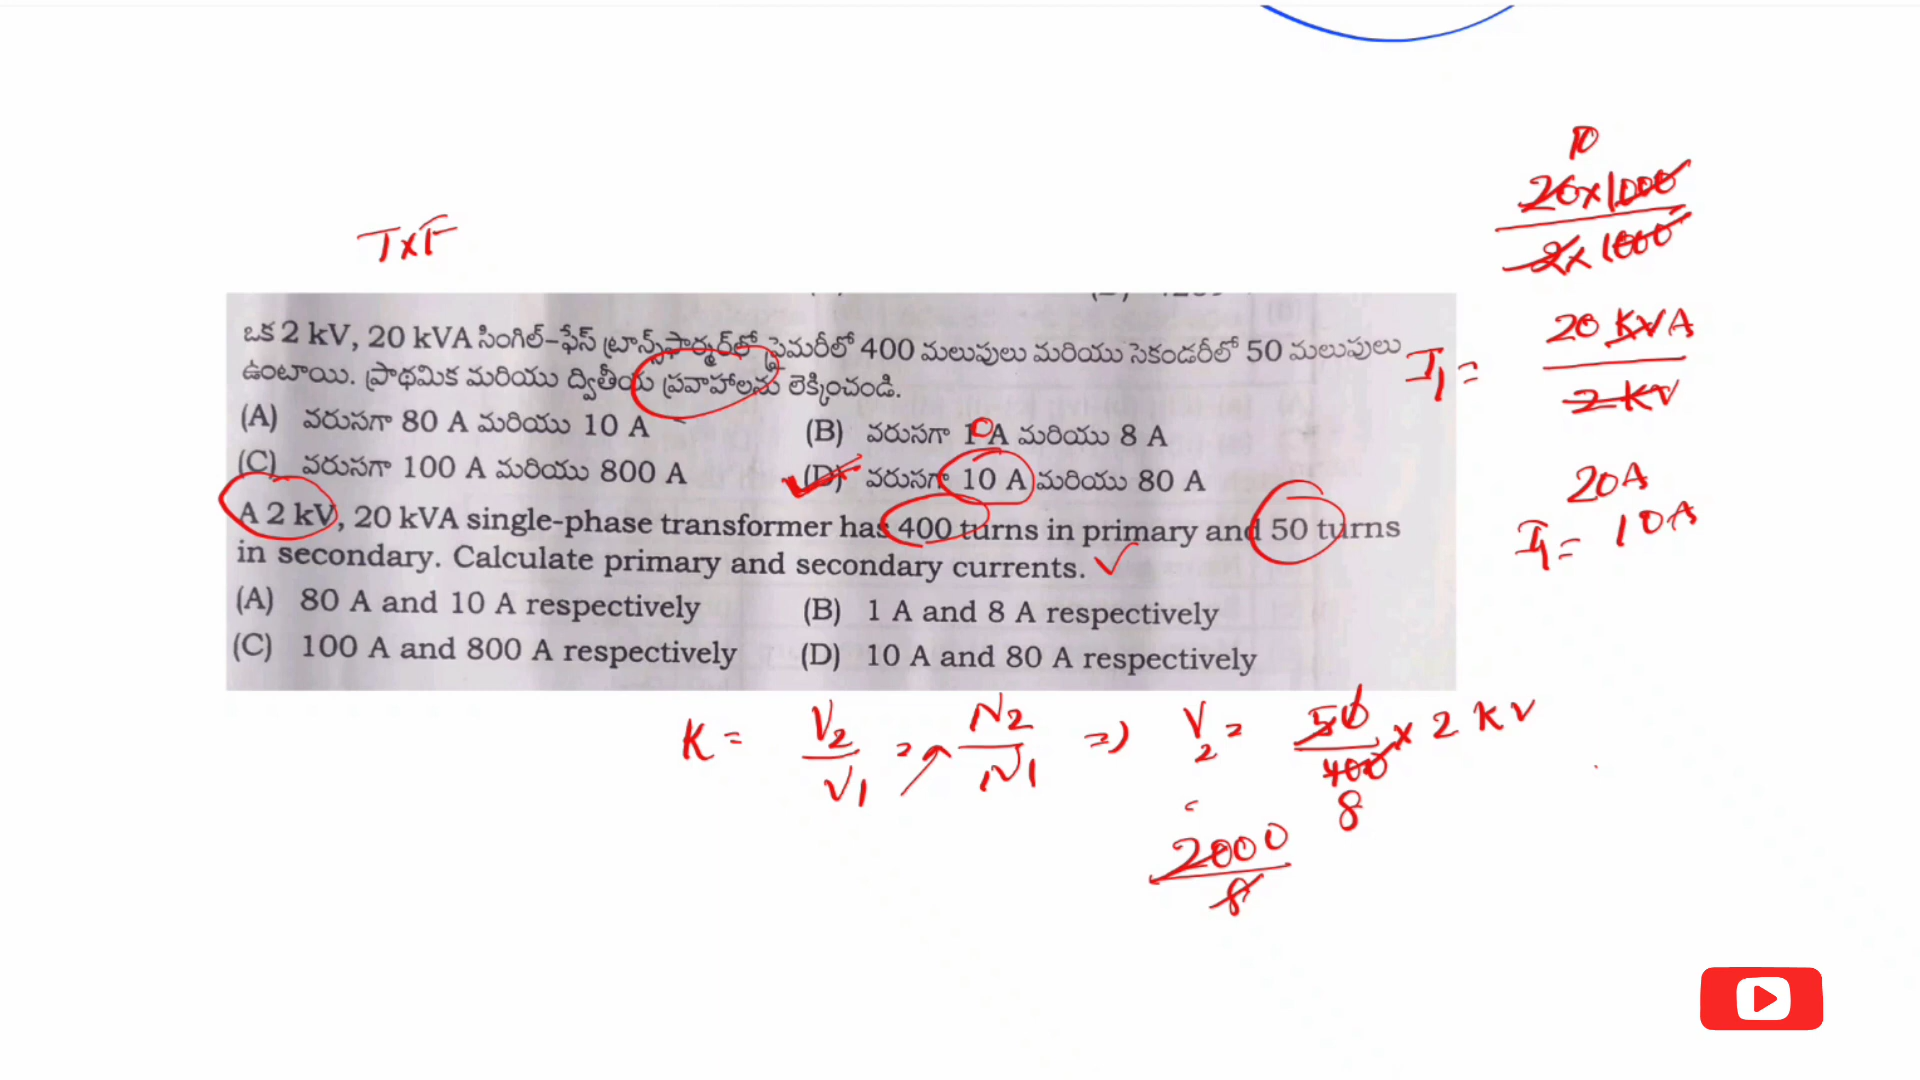 10
20x1000
2x1000
TxF
ఒక 2 kV, 20 kVA సింగిల్-ఫేస్ ట్రాన్స్‌ఫార్మర్‌లో ప్రైమరీలో 400 మలుపులు మరియు సెకండరీలో 50 మలుపులు
ఉంటాయి. ప్రాథమిక మరియు ద్వితీయ ప్రవాహాలను లెక్కించండి.
(A) వరుసగా 80 A మరియు 10 A
(B) వరుసగా 10 A మరియు 8 A
(C) వరుసగా 100 A మరియు 800 A
(D) వరుసగా 10 A మరియు 80 A
A 2 kV, 20 kVA single-phase transformer has 400 turns in primary and 50 turns
in secondary. Calculate primary and secondary currents.
(A) 80 A and 10 A respectively
(B) 1 A and 8 A respectively
(C) 100 A and 800 A respectively
(D) 10 A and 80 A respectively
I1 =
20 KVA
2 KV
20A
I1 = 10A
K = V2/V1 = N2/N1 => V2 = 50/400 x 2 KV
8
2000
8